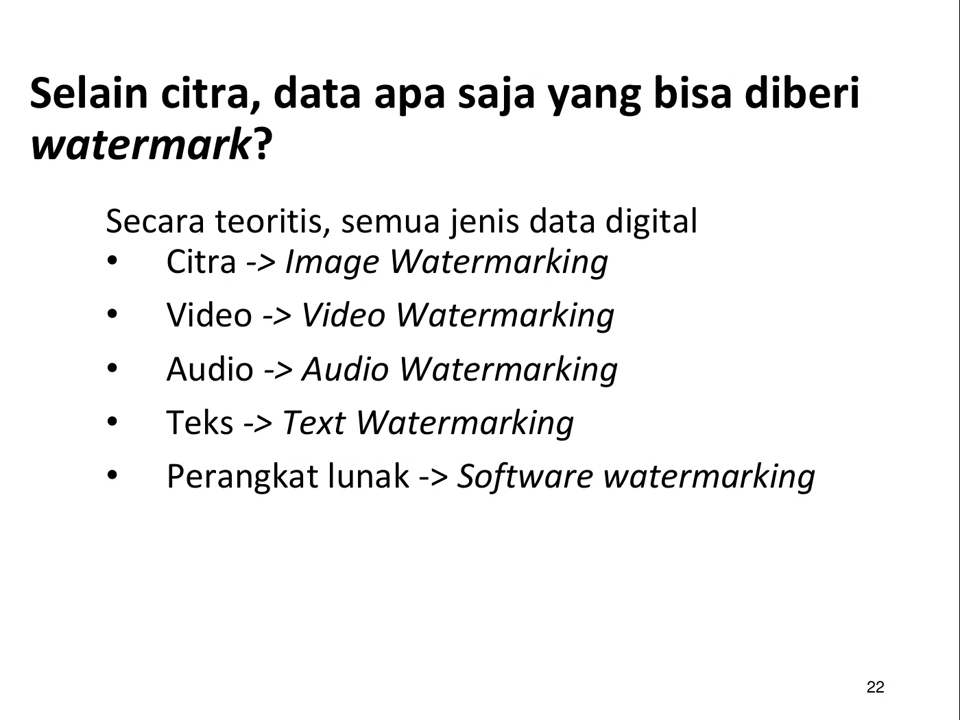 Selain citra, data apa saja yang bisa diberi
watermark?
Secara teoritis, semua jenis data digital
• Citra -> Image Watermarking
• Video -> Video Watermarking
• Audio -> Audio Watermarking
• Teks -> Text Watermarking
• Perangkat lunak -> Software watermarking
22